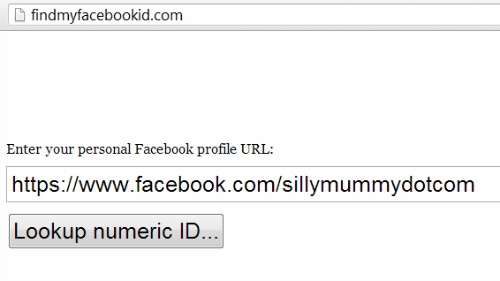 findmyfacebookid.com
Enter your personal Facebook profile URL:
https://www.facebook.com/sillymummydotcom
Lookup numeric ID...